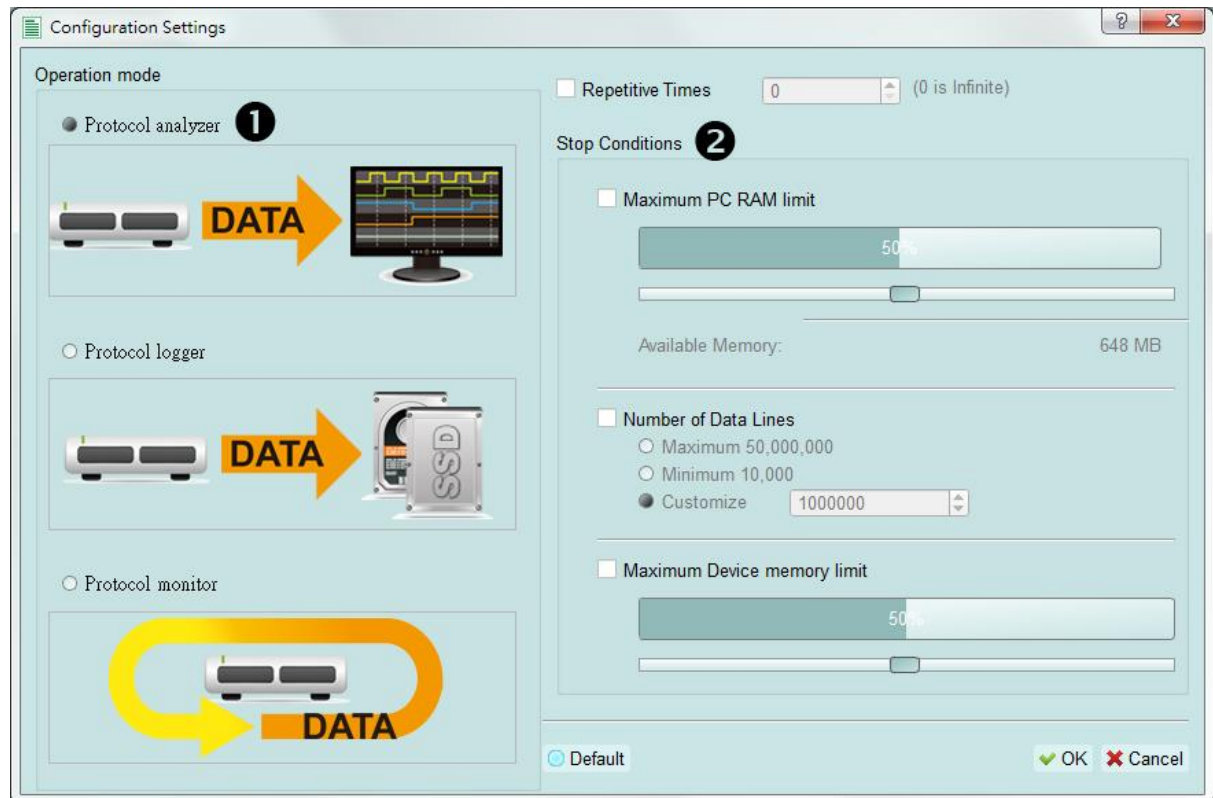 Configuration Settings
Operation mode
1
Protocol analyzer
DATA
Protocol logger
DATA
SSD
Protocol monitor
DATA
Repetitive Times 0 (0 is Infinite)
Stop Conditions 2
Maximum PC RAM limit
50%
Available Memory: 648 MB
Number of Data Lines
Maximum 50,000,000
Minimum 10,000
Customize 1000000
Maximum Device memory limit
50%
Default
OK
Cancel